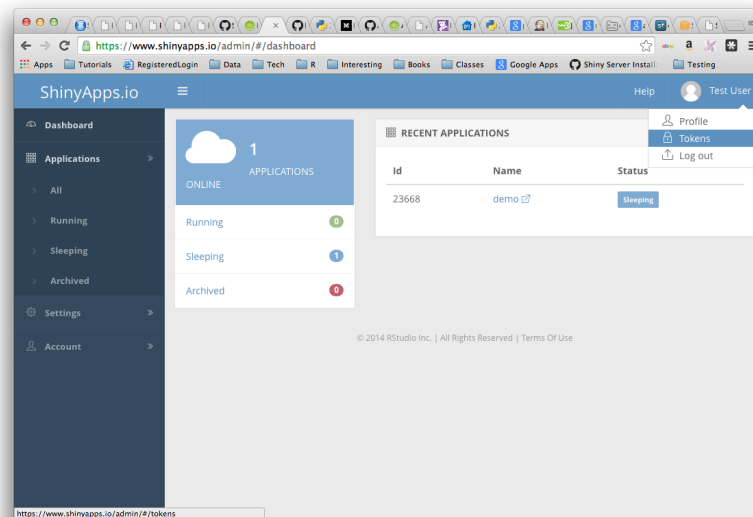 https://www.shinyapps.io/admin/#/dashboard
Apps Tutorials RegisteredLogin Data Tech R Interesting Books Classes Google Apps Shiny Server Install: Testing
ShinyApps.io Help Test User
Profile
Tokens
Log out
Dashboard
Applications
All
Running
Sleeping
Archived
Settings
Account
1
APPLICATIONS
ONLINE
Running 0
Sleeping 1
Archived 0
RECENT APPLICATIONS
Id Name Status
23668 demo Sleeping
© 2014 RStudio Inc. | All Rights Reserved | Terms Of Use
https://www.shinyapps.io/admin/#/tokens